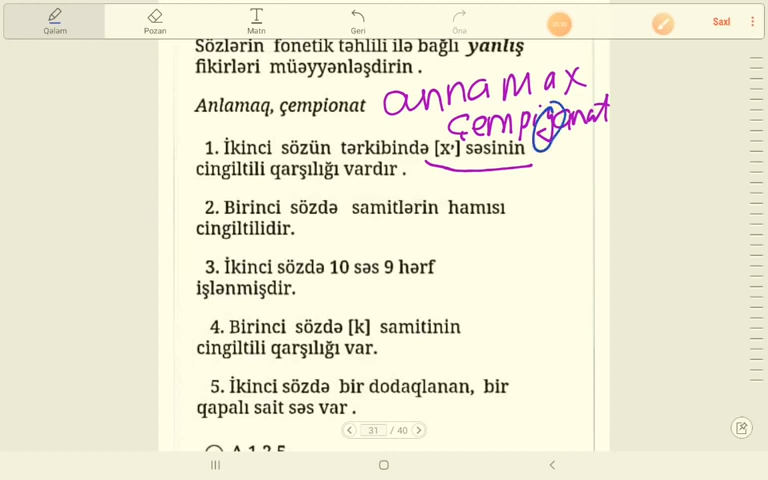 Qələm
Pozan
Mətn
Geri
Önə
Saxl
Sözlərin fonetik təhlili ilə bağlı yanlış
fikirləri müəyyənləşdirin .
Anlamaq, çempionat
annamax
çempiyanat
1. İkinci sözün tərkibində [x'] səsinin
cingiltili qarşılığı vardır .
2. Birinci sözdə samitlərin hamısı
cingiltilidir.
3. İkinci sözdə 10 səs 9 hərf
işlənmişdir.
4. Birinci sözdə [k] samitinin
cingiltili qarşılığı var.
5. İkinci sözdə bir dodaqlanan, bir
qapalı sait səs var .
31 / 40